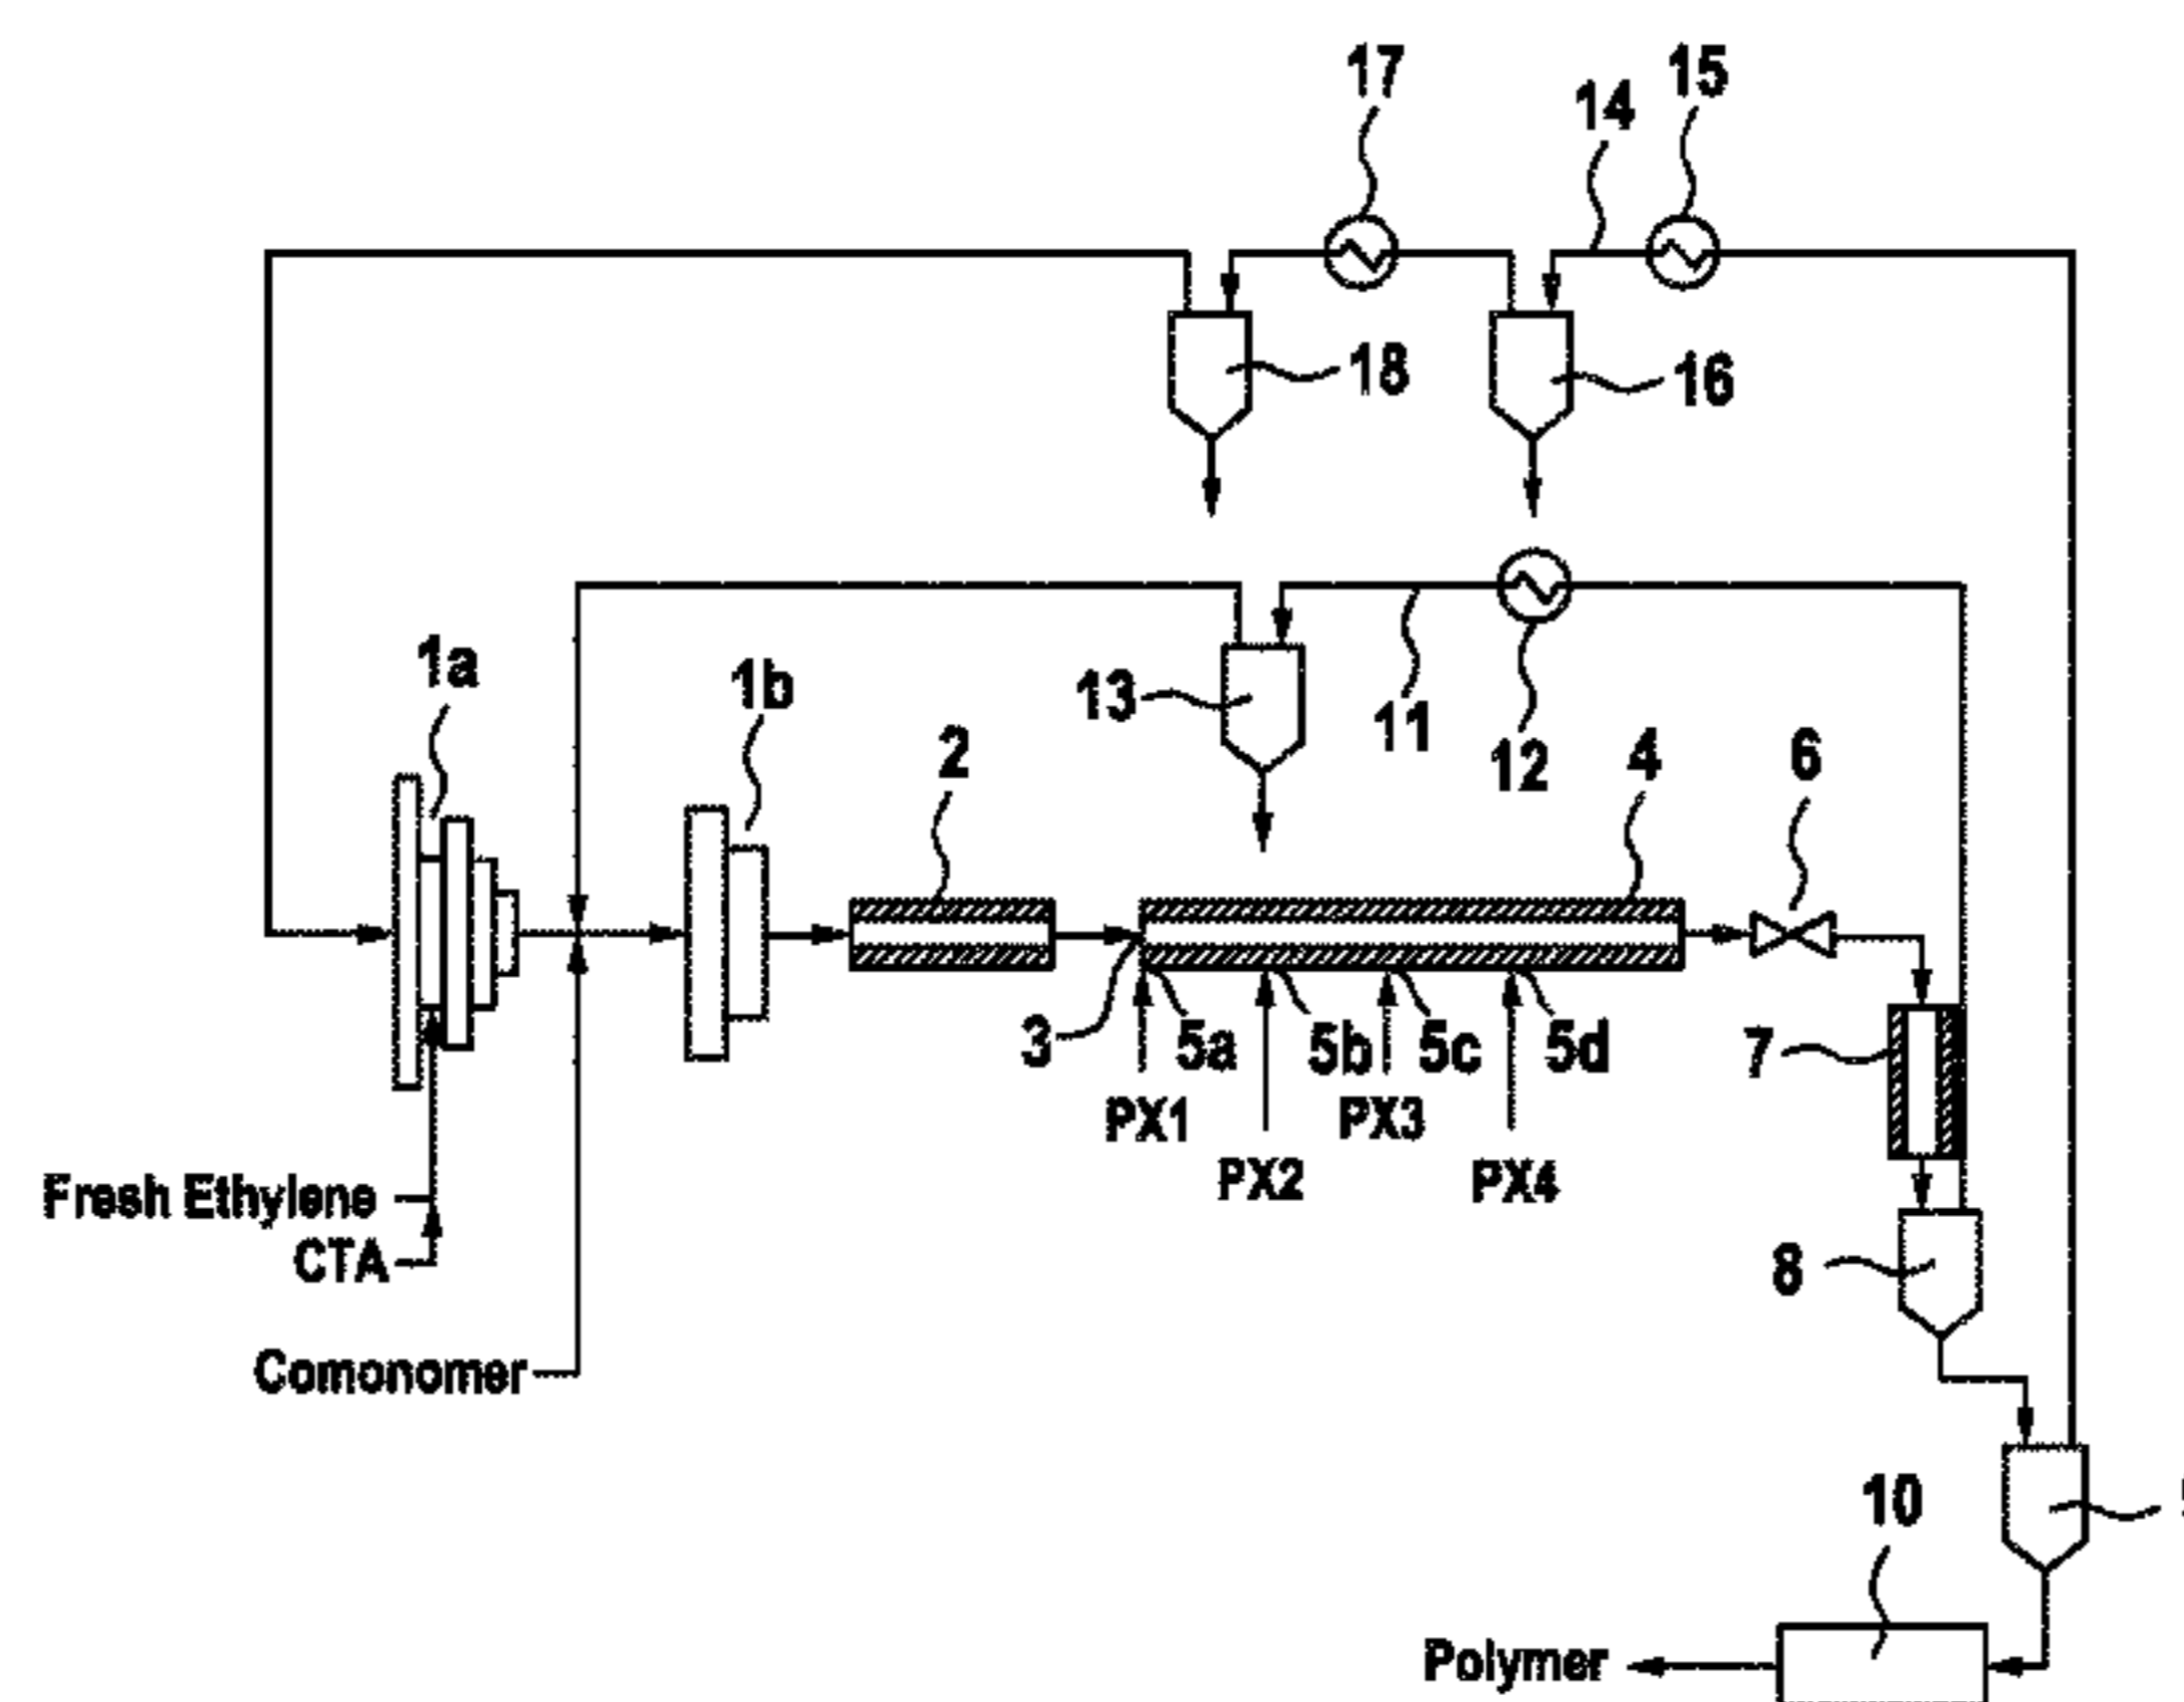 17
15
14
18
16
1a
1b
13
11
12
2
4
6
3
5a
5b
5c
5d
7
PX1
PX3
PX2
PX4
Fresh Ethylene
CTA
8
Comonomer
10
Polymer